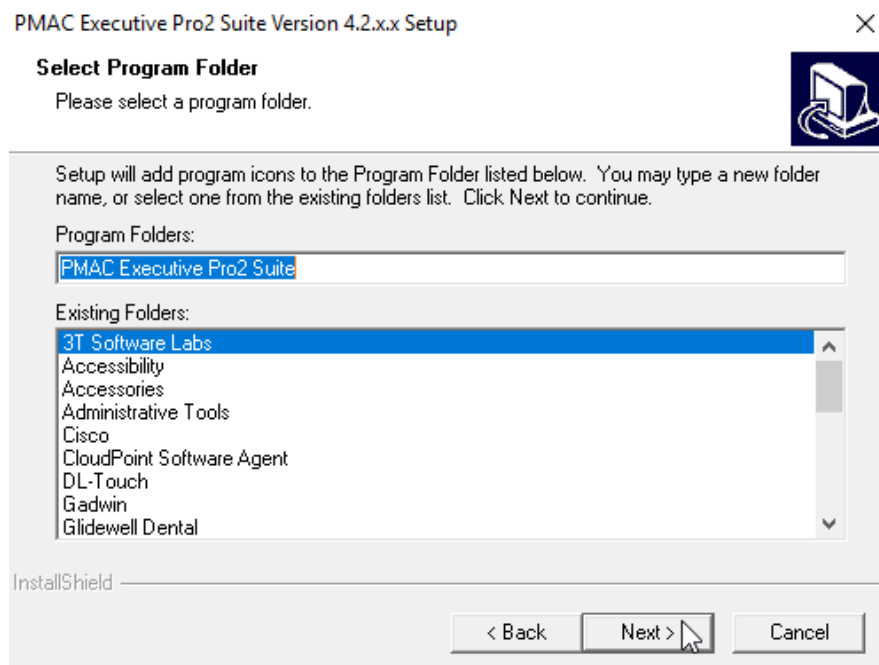 PMAC Executive Pro2 Suite Version 4.2.x.x Setup
Select Program Folder
Please select a program folder.
Setup will add program icons to the Program Folder listed below. You may type a new folder
name, or select one from the existing folders list. Click Next to continue.
Program Folders:
PMAC Executive Pro2 Suite
Existing Folders:
3T Software Labs
Accessibility
Accessories
Administrative Tools
Cisco
CloudPoint Software Agent
DL-Touch
Gadwin
Glidewell Dental
InstallShield
< Back Next > Cancel